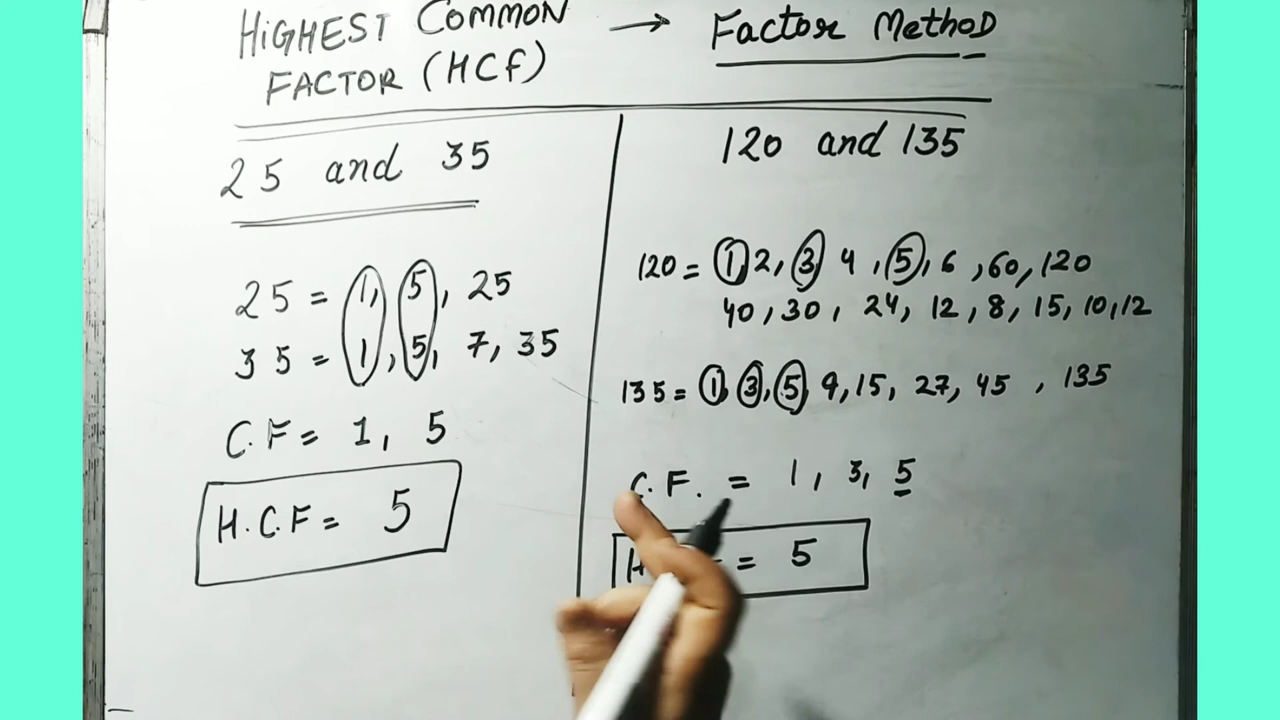 HIGHEST COMMON → Factor Method
FACTOR (HCF)
25 and 35
25 = 1, 5, 25
35 = 1, 5, 7, 35
C.F = 1, 5
H.C.F = 5
120 and 135
120 = 1, 2, 3, 4, 5, 6, 60, 120
40, 30, 24, 12, 8, 15, 10, 12
135 = 1, 3, 5, 9, 15, 27, 45, 135
C.F. = 1, 3, 5
H = 5